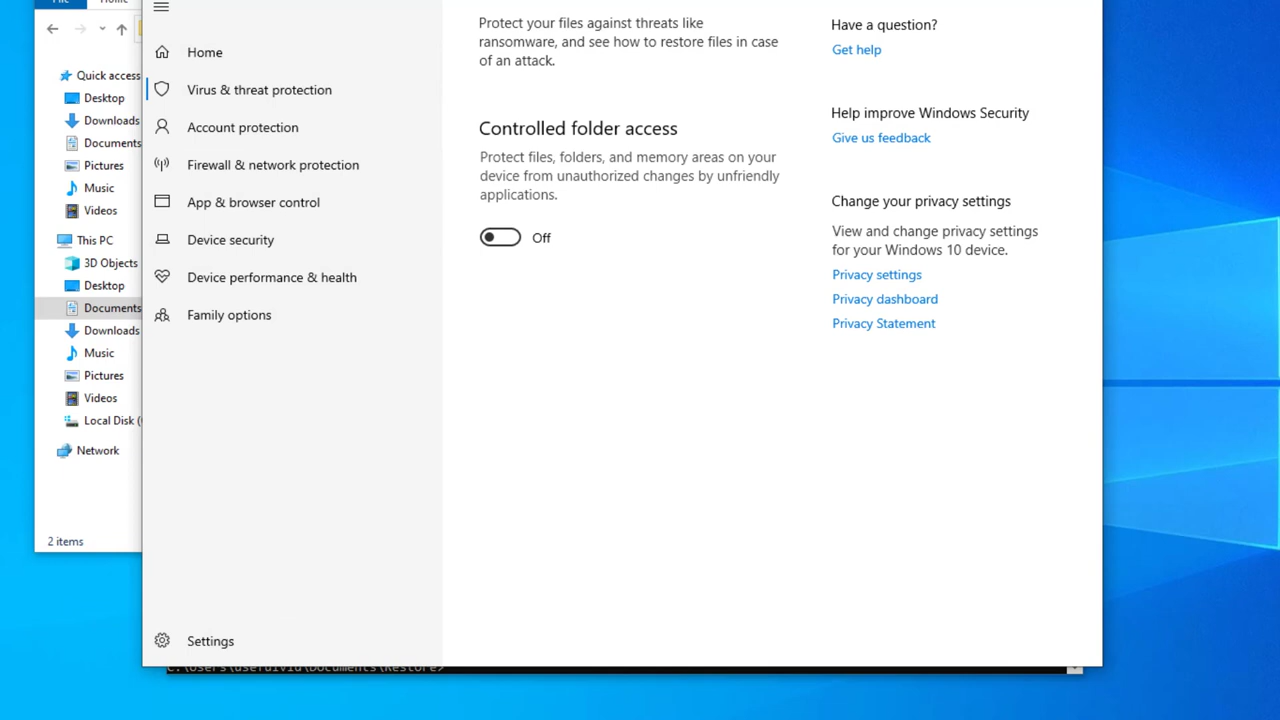 File
Home
Quick access
Desktop
Downloads
Documents
Pictures
Music
Videos
This PC
3D Objects
Desktop
Documents
Downloads
Music
Pictures
Videos
Local Disk (
Network
2 items
Home
Virus & threat protection
Account protection
Firewall & network protection
App & browser control
Device security
Device performance & health
Family options
Settings
Protect your files against threats like
ransomware, and see how to restore files in case
of an attack.
Controlled folder access
Protect files, folders, and memory areas on your
device from unauthorized changes by unfriendly
applications.
Off
Have a question?
Get help
Help improve Windows Security
Give us feedback
Change your privacy settings
View and change privacy settings
for your Windows 10 device.
Privacy settings
Privacy dashboard
Privacy Statement